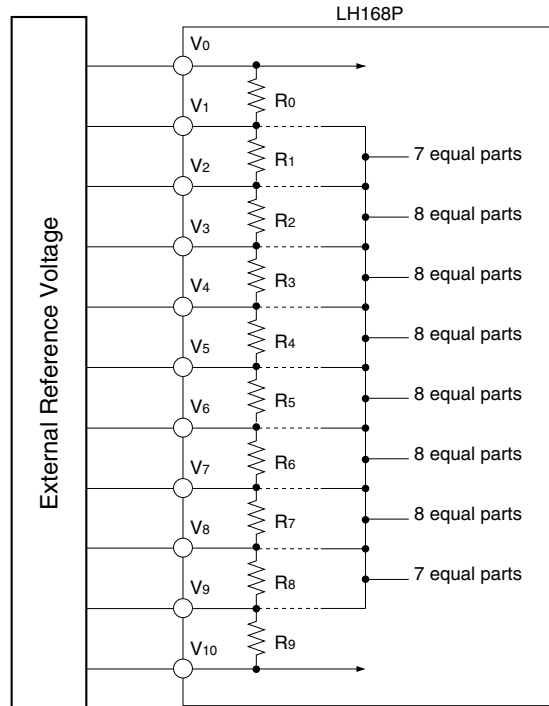 LH168P
External Reference Voltage
V0
R0
V1
7 equal parts
R1
V2
8 equal parts
R2
V3
8 equal parts
R3
V4
8 equal parts
R4
V5
8 equal parts
R5
V6
8 equal parts
R6
V7
8 equal parts
R7
V8
7 equal parts
R8
V9
R9
V10